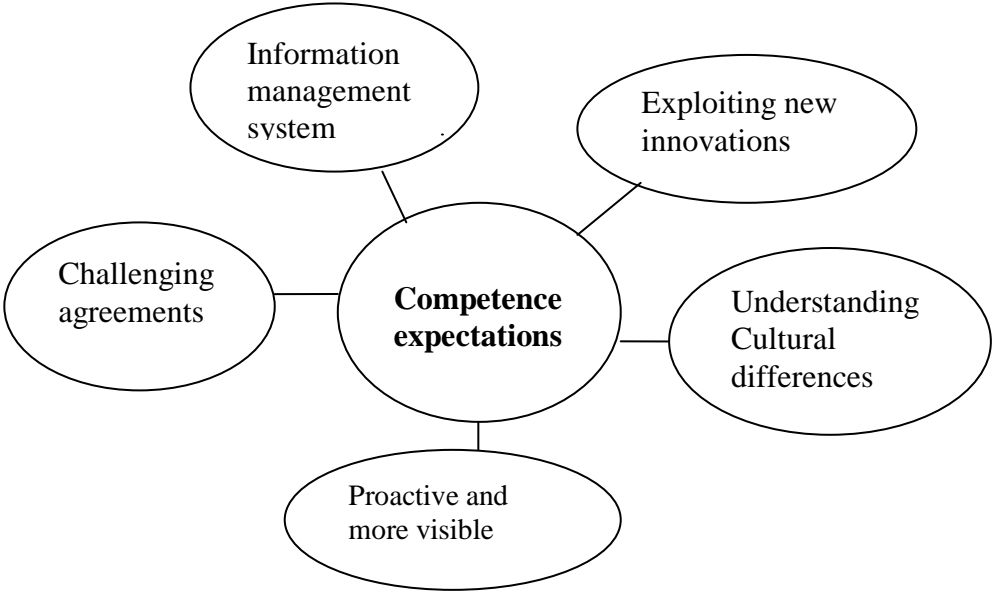 Information
management
system
Exploiting new
innovations
Challenging
agreements
Competence
expectations
Understanding
Cultural
differences
Proactive and
more visible